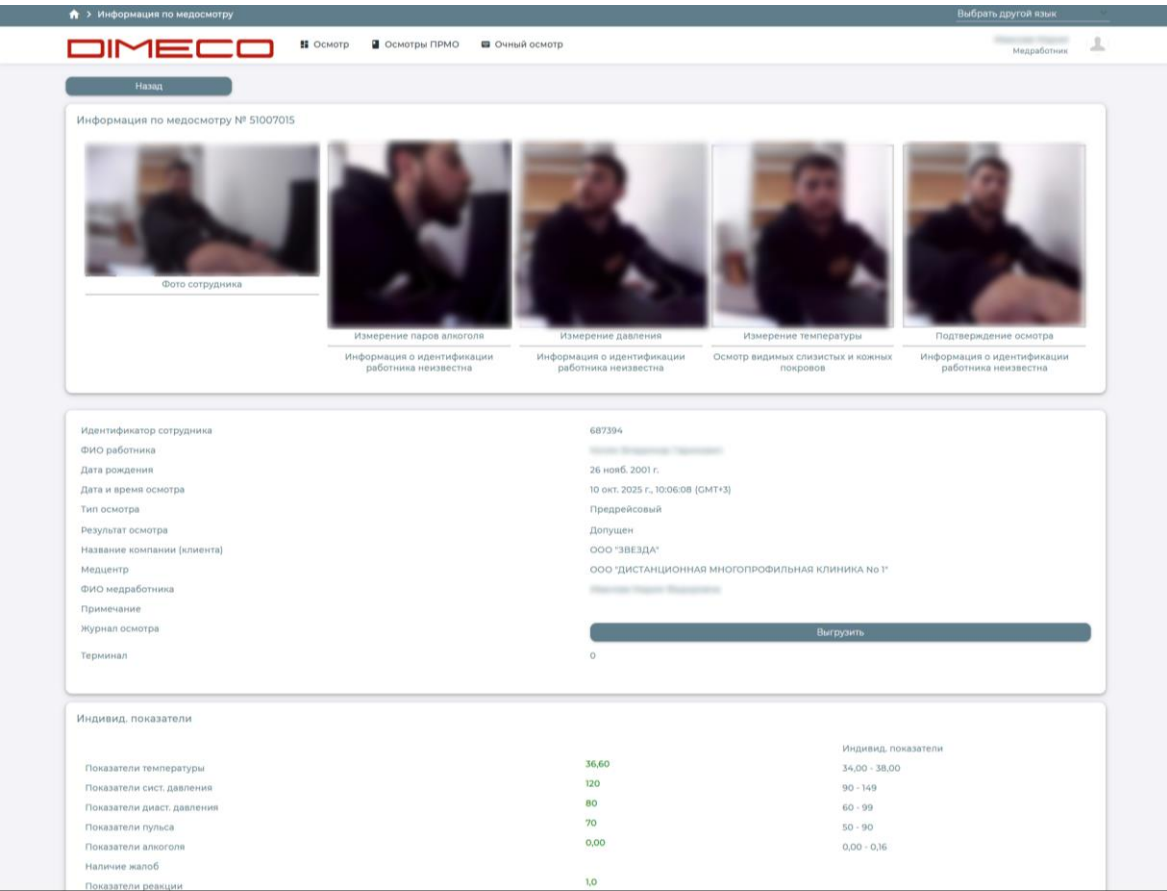 Информация по медосмотру
Выбрать другой язык
DIMECO
Осмотр
Осмотры ПРМО
Очный осмотр
Медработник
Назад
Информация по медосмотру № 51007015
Фото сотрудника
Измерение паров алкоголя
Измерение давления
Измерение температуры
Подтверждение осмотра
Информация о идентификации
работника неизвестна
Информация о идентификации
работника неизвестна
Осмотр видимых слизистых и кожных
покровов
Информация о идентификации
работника неизвестна
Идентификатор сотрудника 687394
ФИО работника
Дата рождения 26 нояб. 2001 г.
Дата и время осмотра 10 окт. 2025 г., 10:06:08 (GMT+3)
Тип осмотра Предрейсовый
Результат осмотра Допущен
Название компании (клиента) ООО "ЗВЕЗДА"
Медцентр ООО "ДИСТАНЦИОННАЯ МНОГОПРОФИЛЬНАЯ КЛИНИКА No 1"
ФИО медработника
Примечание
Журнал осмотра Выгрузить
Терминал 0
Индивид. показатели
Индивид. показатели
Показатели температуры 36,60 34,00 - 38,00
Показатели сист. давления 120 90 - 149
Показатели диаст. давления 80 60 - 99
Показатели пульса 70 50 - 90
Показатели алкоголя 0,00 0,00 - 0,16
Наличие жалоб
Показатели реакции 1,0